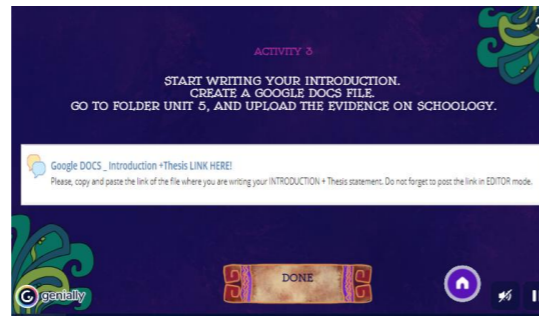 ACTIVITY 3
START WRITING YOUR INTRODUCTION.
CREATE A GOOGLE DOCS FILE.
GO TO FOLDER UNIT 5, AND UPLOAD THE EVIDENCE ON SCHOOLOGY.
Google DOCS _ Introduction +Thesis LINK HERE!
Please, copy and paste the link of the file where you are writing your INTRODUCTION + Thesis statement. Do not forget to post the link in EDITOR mode.
DONE
genially